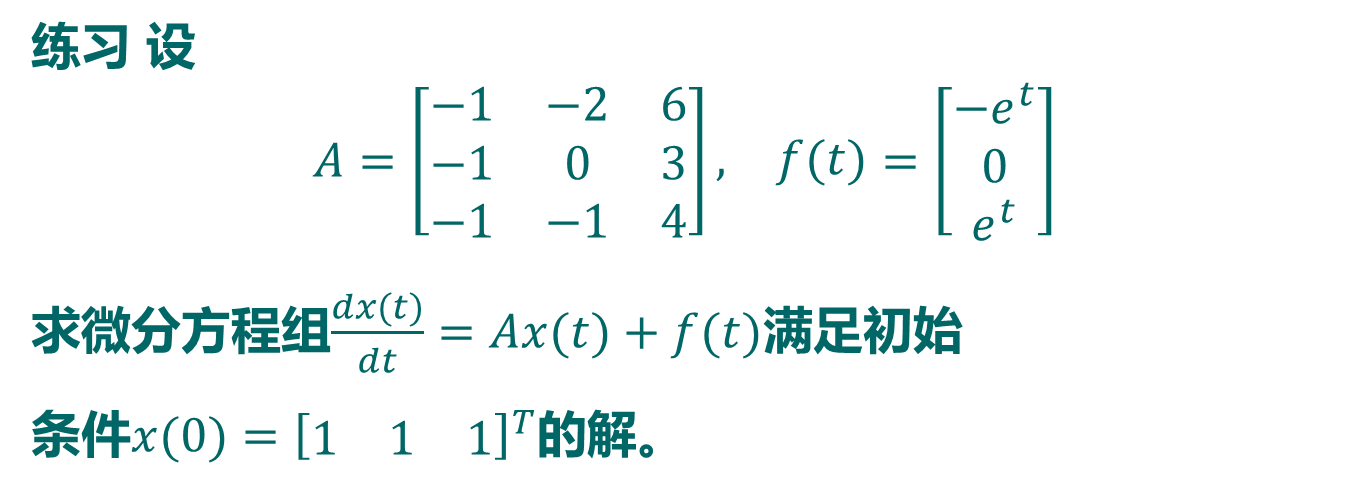 练习 设
A = [−1 −2 6; −1 0 3; −1 −1 4], f(t) = [−e^t; 0; e^t]
求微分方程组dx(t)/dt = Ax(t) + f(t)满足初始
条件x(0) = [1 1 1]^T的解。